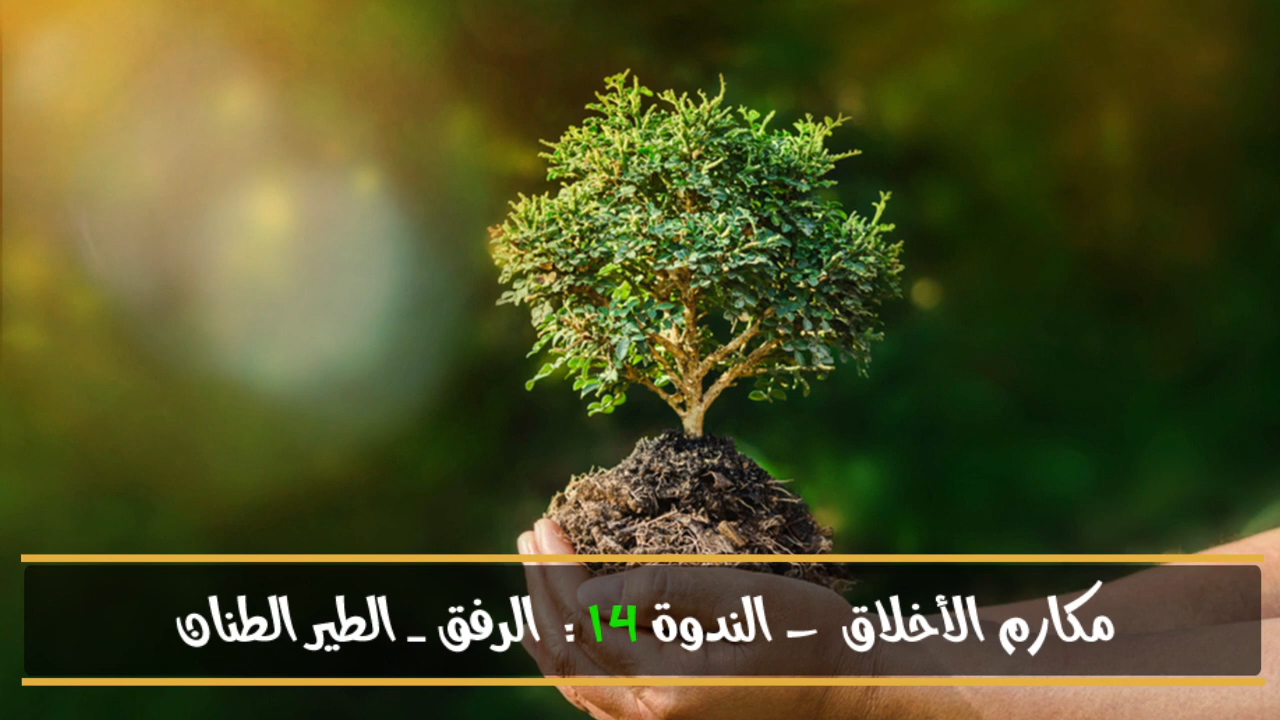 مكارم الأخلاق – الندوة 14 : الرفق - الطير الطنان